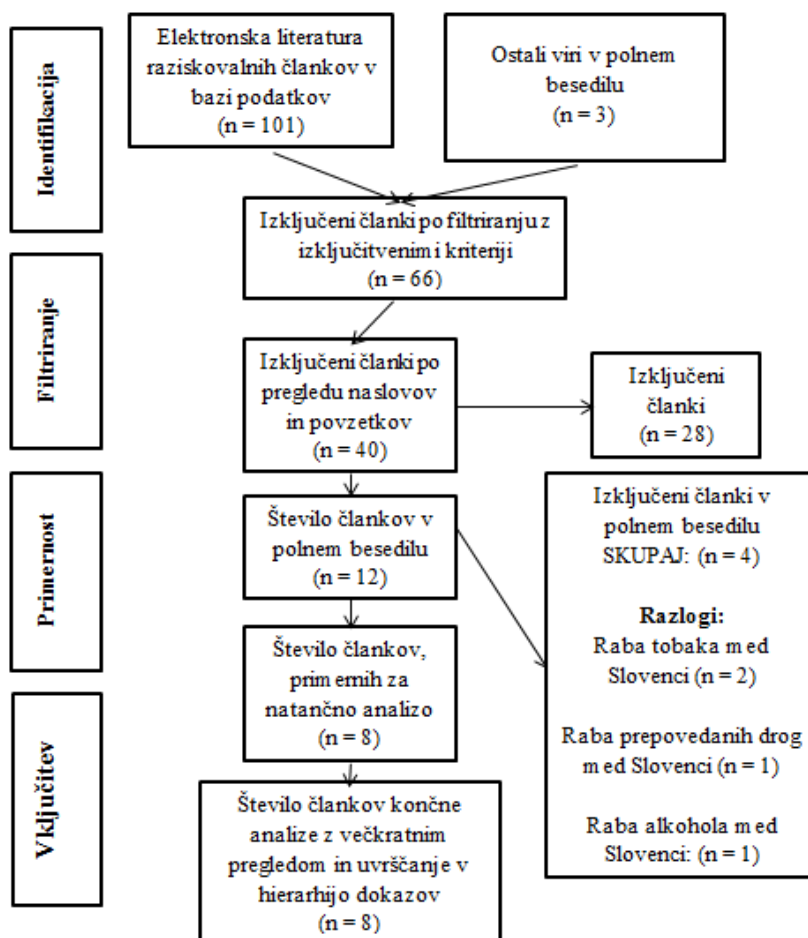 Identifikacija
Elektronska literatura
raziskovalnih člankov v
bazi podatkov
(n = 101)
Ostali viri v polnem
besedilu
(n = 3)
Izključeni članki po filtriranju z
izključitvenimi kriteriji
(n = 66)
Filtriranje
Izključeni članki po
pregledu naslovov
in povzetkov
(n = 40)
Izključeni
članki
(n = 28)
Primernost
Število člankov v
polnem besedilu
(n = 12)
Izključeni članki v
polnem besedilu
SKUPAJ: (n = 4)
Razlogi:
Raba tobaka med
Slovenci (n = 2)
Raba prepovedanih drog
med Slovenci (n = 1)
Raba alkohola med
Slovenci: (n = 1)
Število člankov,
primernih za
natančno analizo
(n = 8)
Vključitev
Število člankov končne
analize z večkratnim
pregledom in uvrščanje v
hierarhijo dokazov
(n = 8)